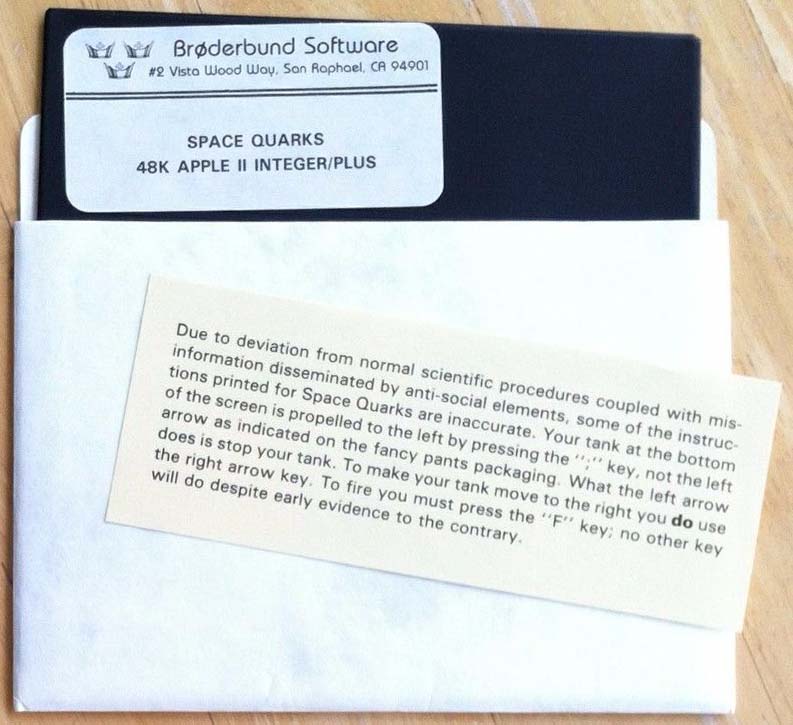 Brøderbund Software
#2 Vista Wood Way, San Raphael, CA 94901
SPACE QUARKS
48K APPLE II INTEGER/PLUS
Due to deviation from normal scientific procedures coupled with mis-
information disseminated by anti-social elements, some of the instruc-
tions printed for Space Quarks are inaccurate. Your tank at the bottom
of the screen is propelled to the left by pressing the ";" key, not the left
arrow as indicated on the fancy pants packaging. What the left arrow
does is stop your tank. To make your tank move to the right you do use
the right arrow key. To fire you must press the "F" key; no other key
will do despite early evidence to the contrary.